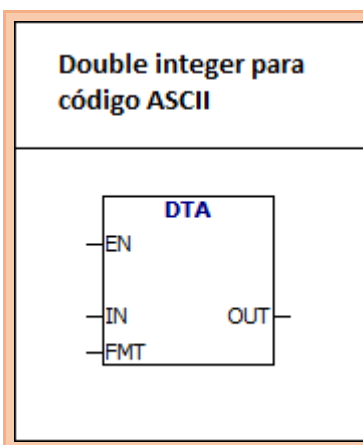 Double integer para
código ASCII
DTA
EN
IN OUT
FMT